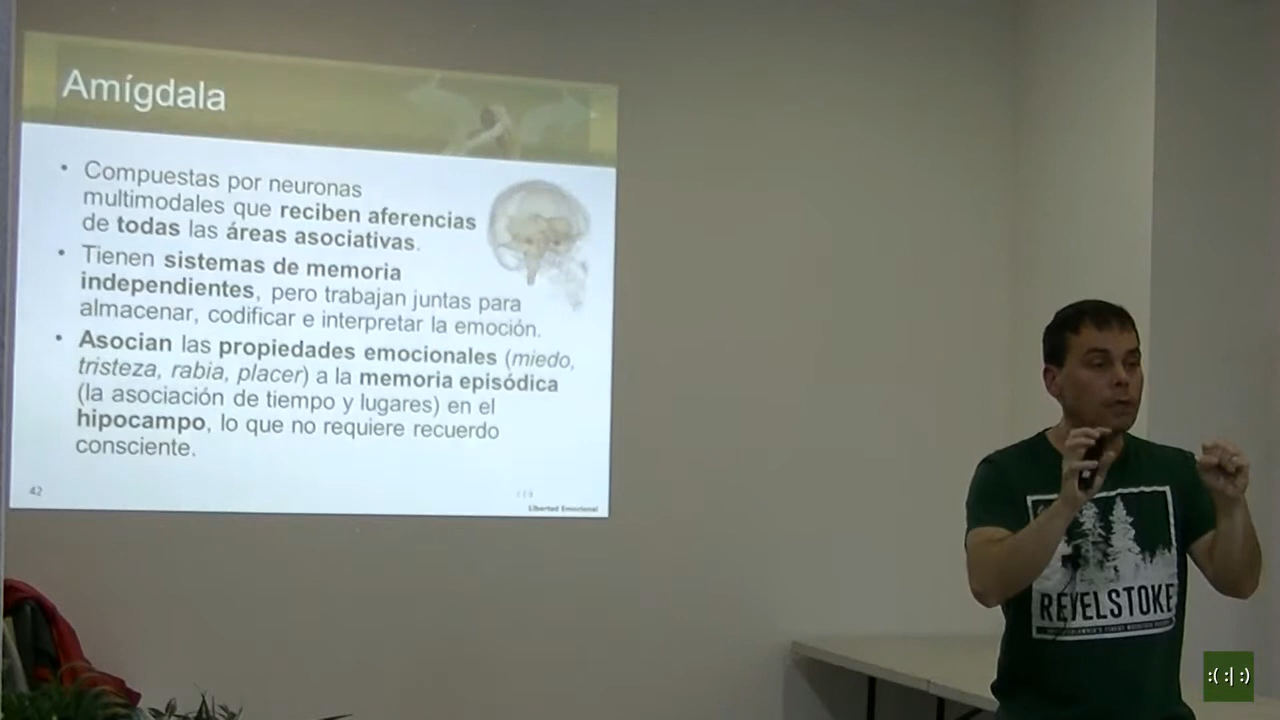 Amígdala
• Compuestas por neuronas
multimodales que reciben aferencias
de todas las áreas asociativas.
• Tienen sistemas de memoria
independientes, pero trabajan juntas para
almacenar, codificar e interpretar la emoción.
• Asocian las propiedades emocionales (miedo,
tristeza, rabia, placer) a la memoria episódica
(la asociación de tiempo y lugares) en el
hipocampo, lo que no requiere recuerdo
consciente.
42
Libertad Emocional
REVELSTOKE
:( :| :)